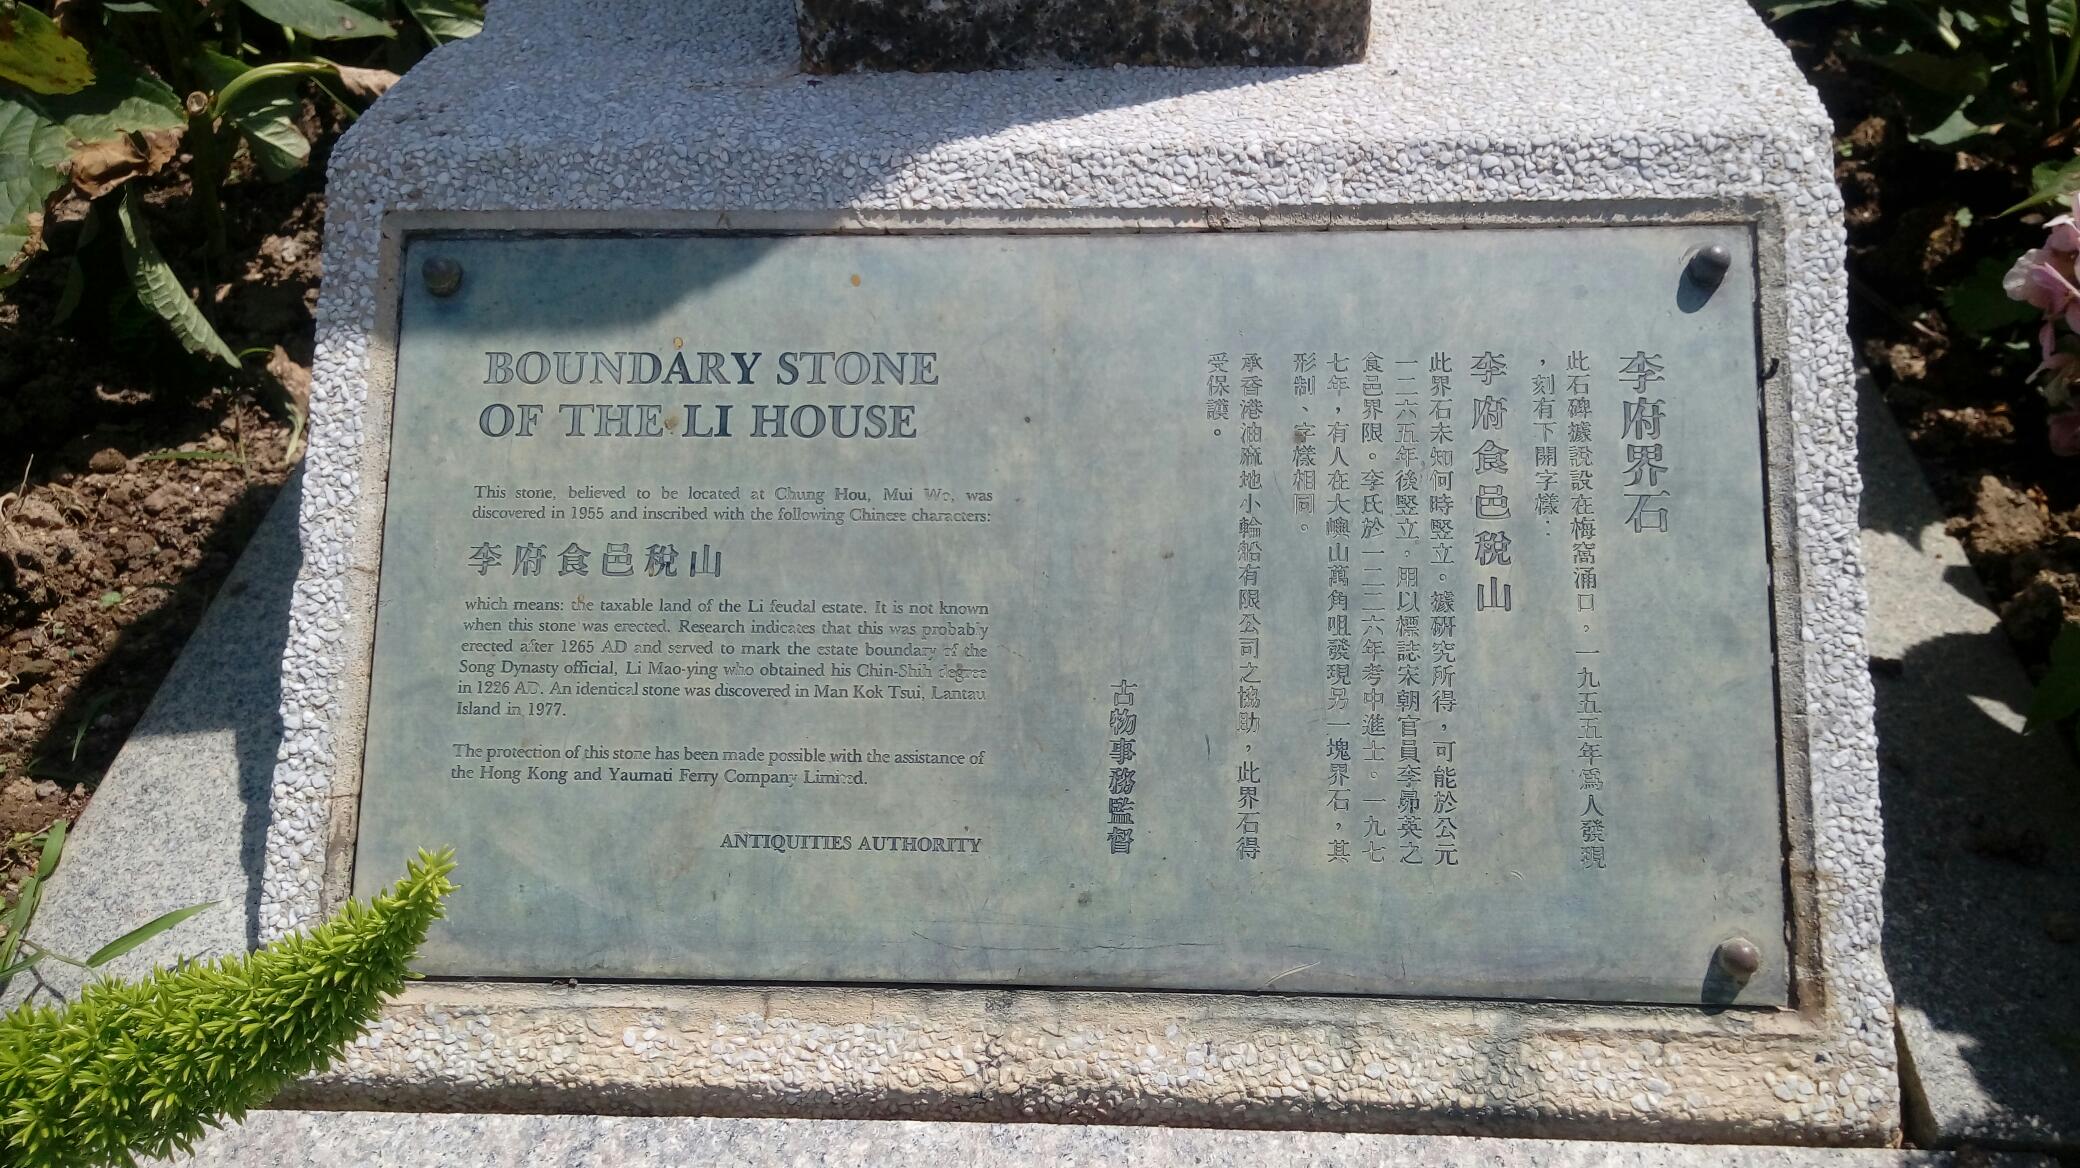 BOUNDARY STONE
OF THE LI HOUSE
This stone, believed to be located at Chung Hou, Mui Wo, was
discovered in 1955 and inscribed with the following Chinese characters:
李府食邑稅山
which means: the taxable land of the Li feudal estate. It is not known
when this stone was erected. Research indicates that this was probably
erected after 1265 AD and served to mark the estate boundary of the
Song Dynasty official, Li Mao-ying who obtained his Chin-Shih degree
in 1226 AD. An identical stone was discovered in Man Kok Tsui, Lantau
Island in 1977.
The protection of this stone has been made possible with the assistance of
the Hong Kong and Yaumati Ferry Company Limited.
ANTIQUITIES AUTHORITY
李府界石
此石碑據說設在梅窩涌口，一九五五年為人發現
，刻有下開字樣：
李府食邑稅山
此界石未知何時竪立。據研究所得，可能於公元
一二六五年後竪立，用以標誌宋朝官員李昴英之
食邑界限。李氏於一二二六年考中進士。一九七
七年，有人在大嶼山萬角咀發現另一塊界石，其
形制、字樣相同。
承香港油麻地小輪船有限公司之協助，此界石得
受保護。
古物事務監督